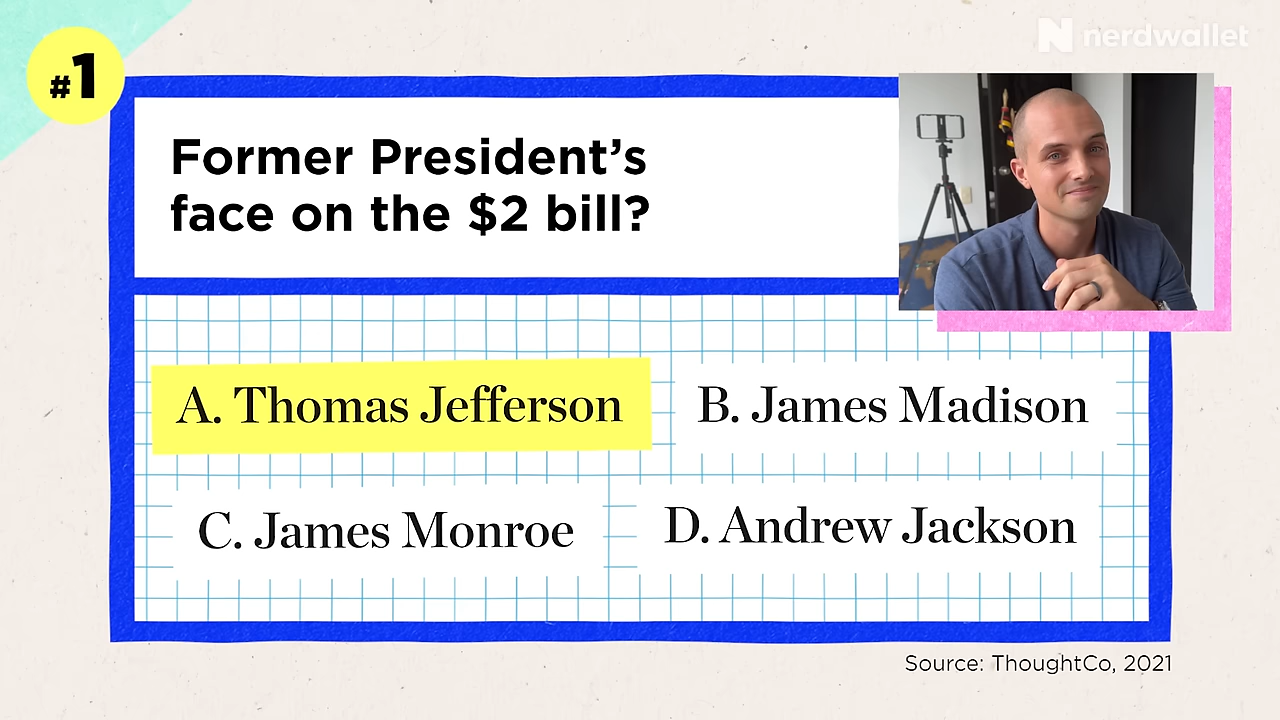 #1
nerdwallet
Former President's
face on the $2 bill?
A. Thomas Jefferson
B. James Madison
C. James Monroe
D. Andrew Jackson
Source: ThoughtCo, 2021